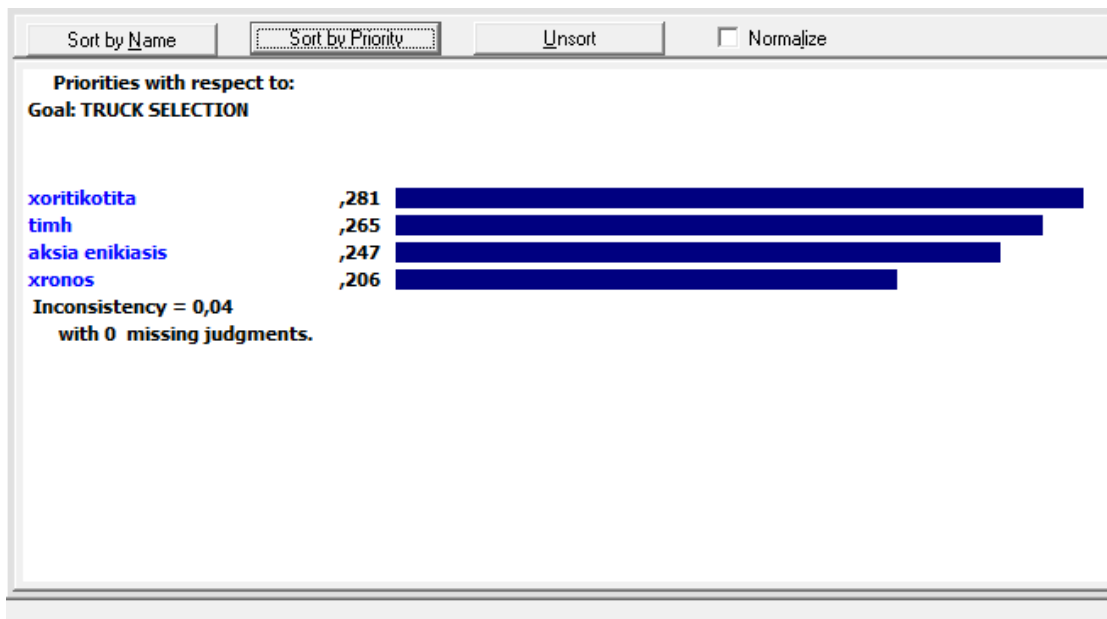 Sort by Name Sort by Priority Unsort Normalize
Priorities with respect to:
Goal: TRUCK SELECTION
xoritikotita ,281
timh ,265
aksia enikiasis ,247
xronos ,206
Inconsistency = 0,04
with 0 missing judgments.